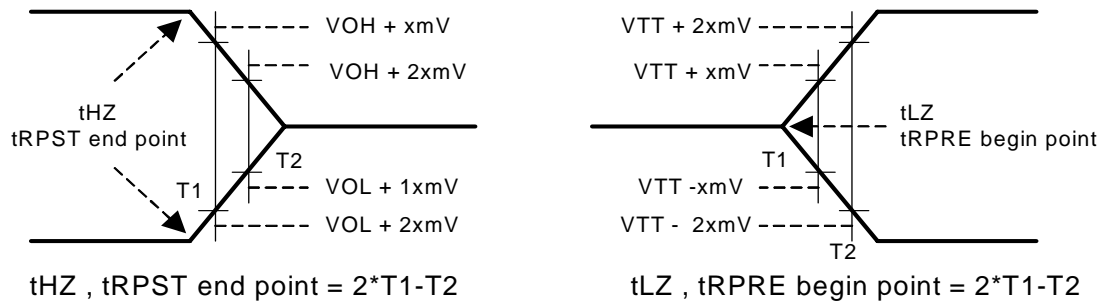 VOH + xmV
VOH + 2xmV
tHZ
tRPST end point
T2
T1
VOL + 1xmV
VOL + 2xmV
tHZ , tRPST end point = 2*T1-T2
VTT + 2xmV
VTT + xmV
tLZ
tRPRE begin point
T1
VTT -xmV
VTT - 2xmV
T2
tLZ , tRPRE begin point = 2*T1-T2